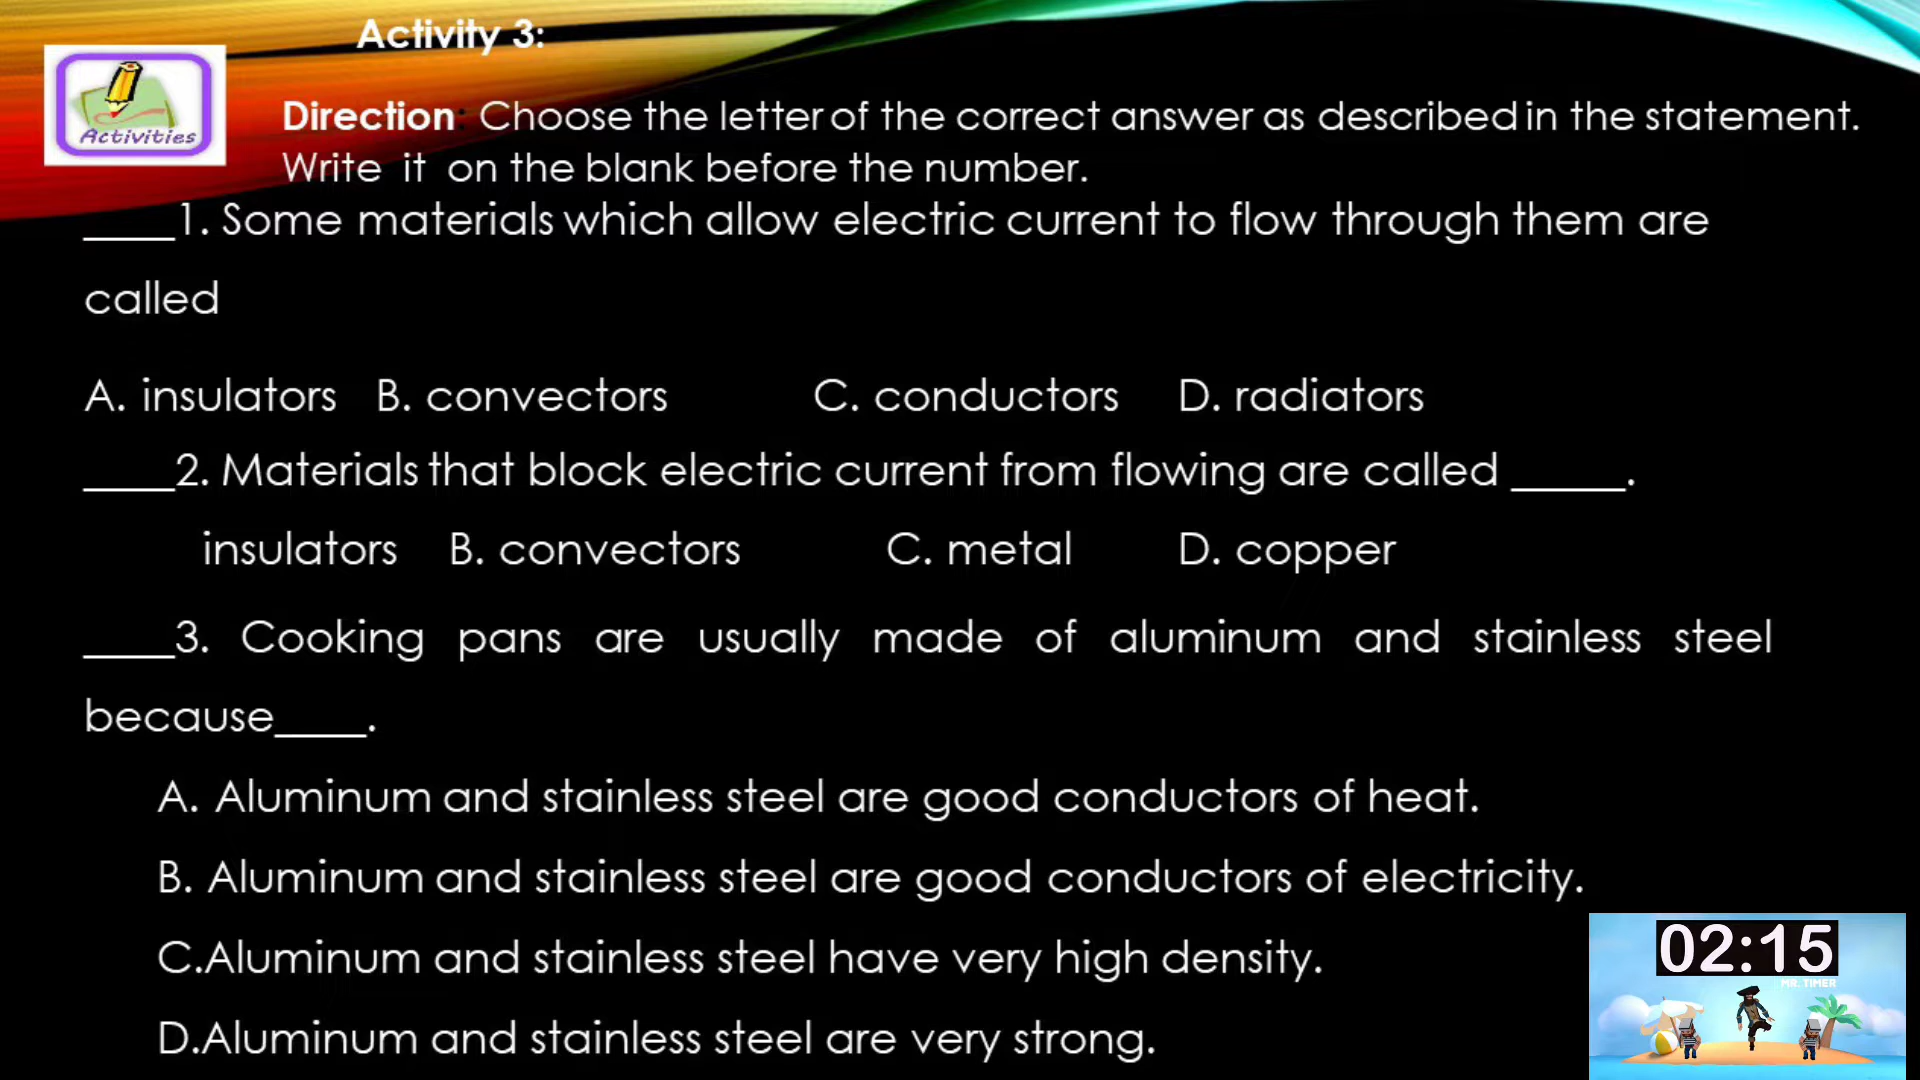 Activity 3:
Activities
Direction: Choose the letter of the correct answer as described in the statement.
Write it on the blank before the number.
____1. Some materials which allow electric current to flow through them are
called
A. insulators B. convectors C. conductors D. radiators
____2. Materials that block electric current from flowing are called _____.
insulators B. convectors C. metal D. copper
____3. Cooking pans are usually made of aluminum and stainless steel
because____.
A. Aluminum and stainless steel are good conductors of heat.
B. Aluminum and stainless steel are good conductors of electricity.
C.Aluminum and stainless steel have very high density.
D.Aluminum and stainless steel are very strong.
02:15
MR. TIMER